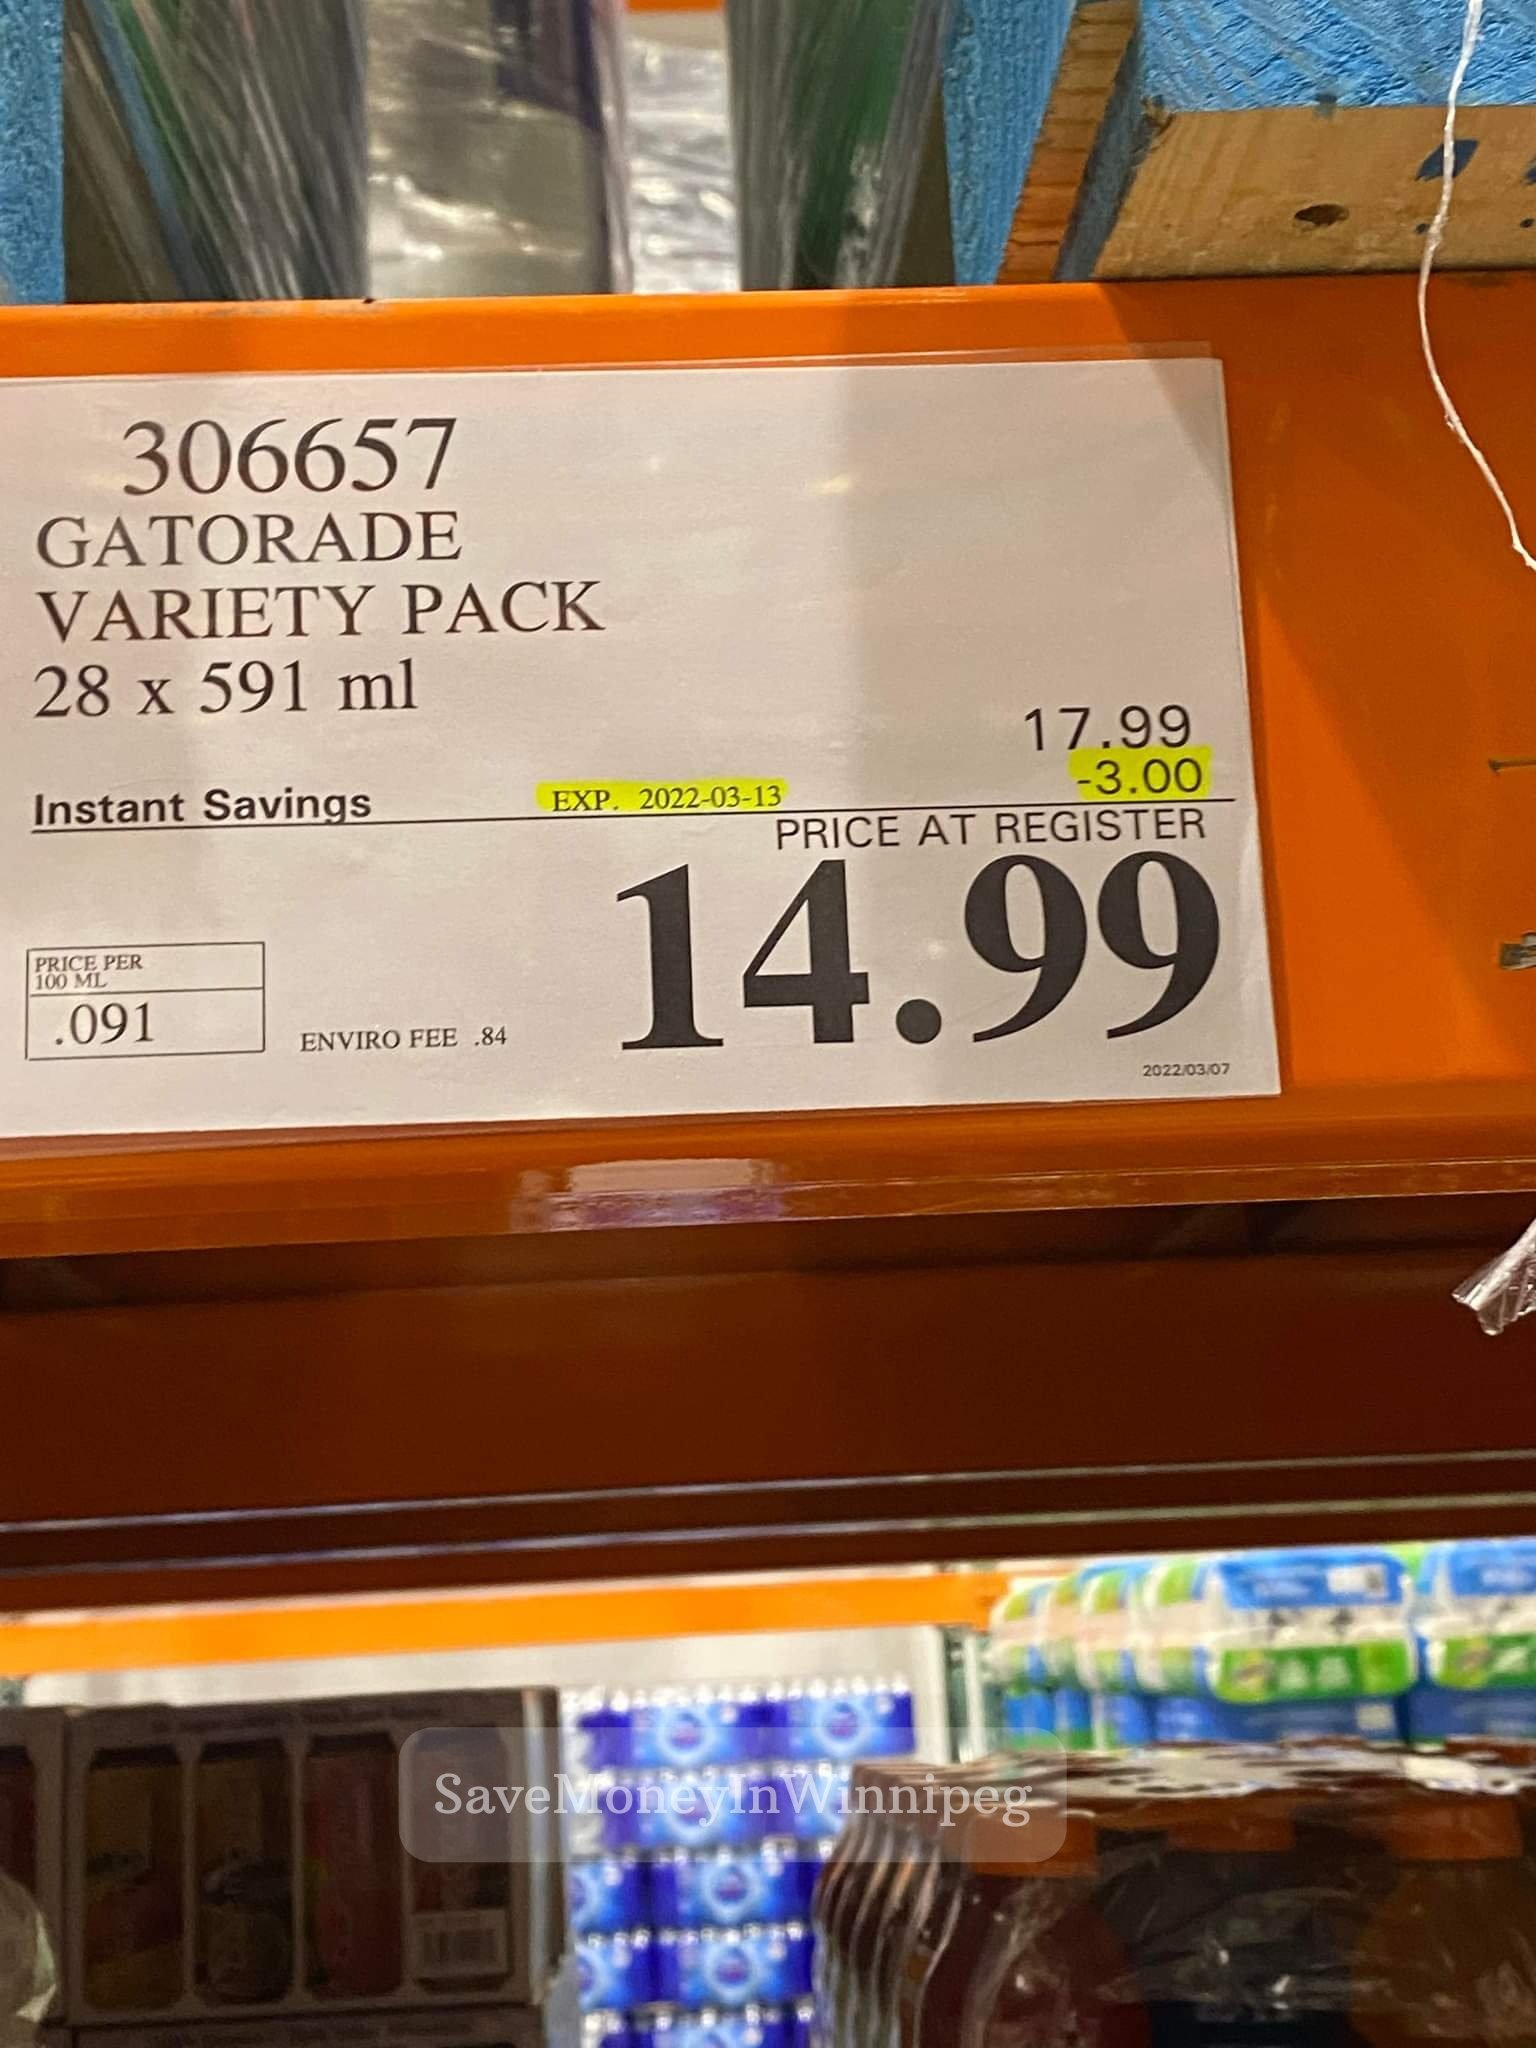 306657
GATORADE
VARIETY PACK
28 x 591 ml
17.99
-3.00
Instant Savings EXP. 2022-03-13
PRICE AT REGISTER
14.99
PRICE PER
100 ML
.091
ENVIRO FEE .84
2022/03/07
SaveMoneyInWinnipeg